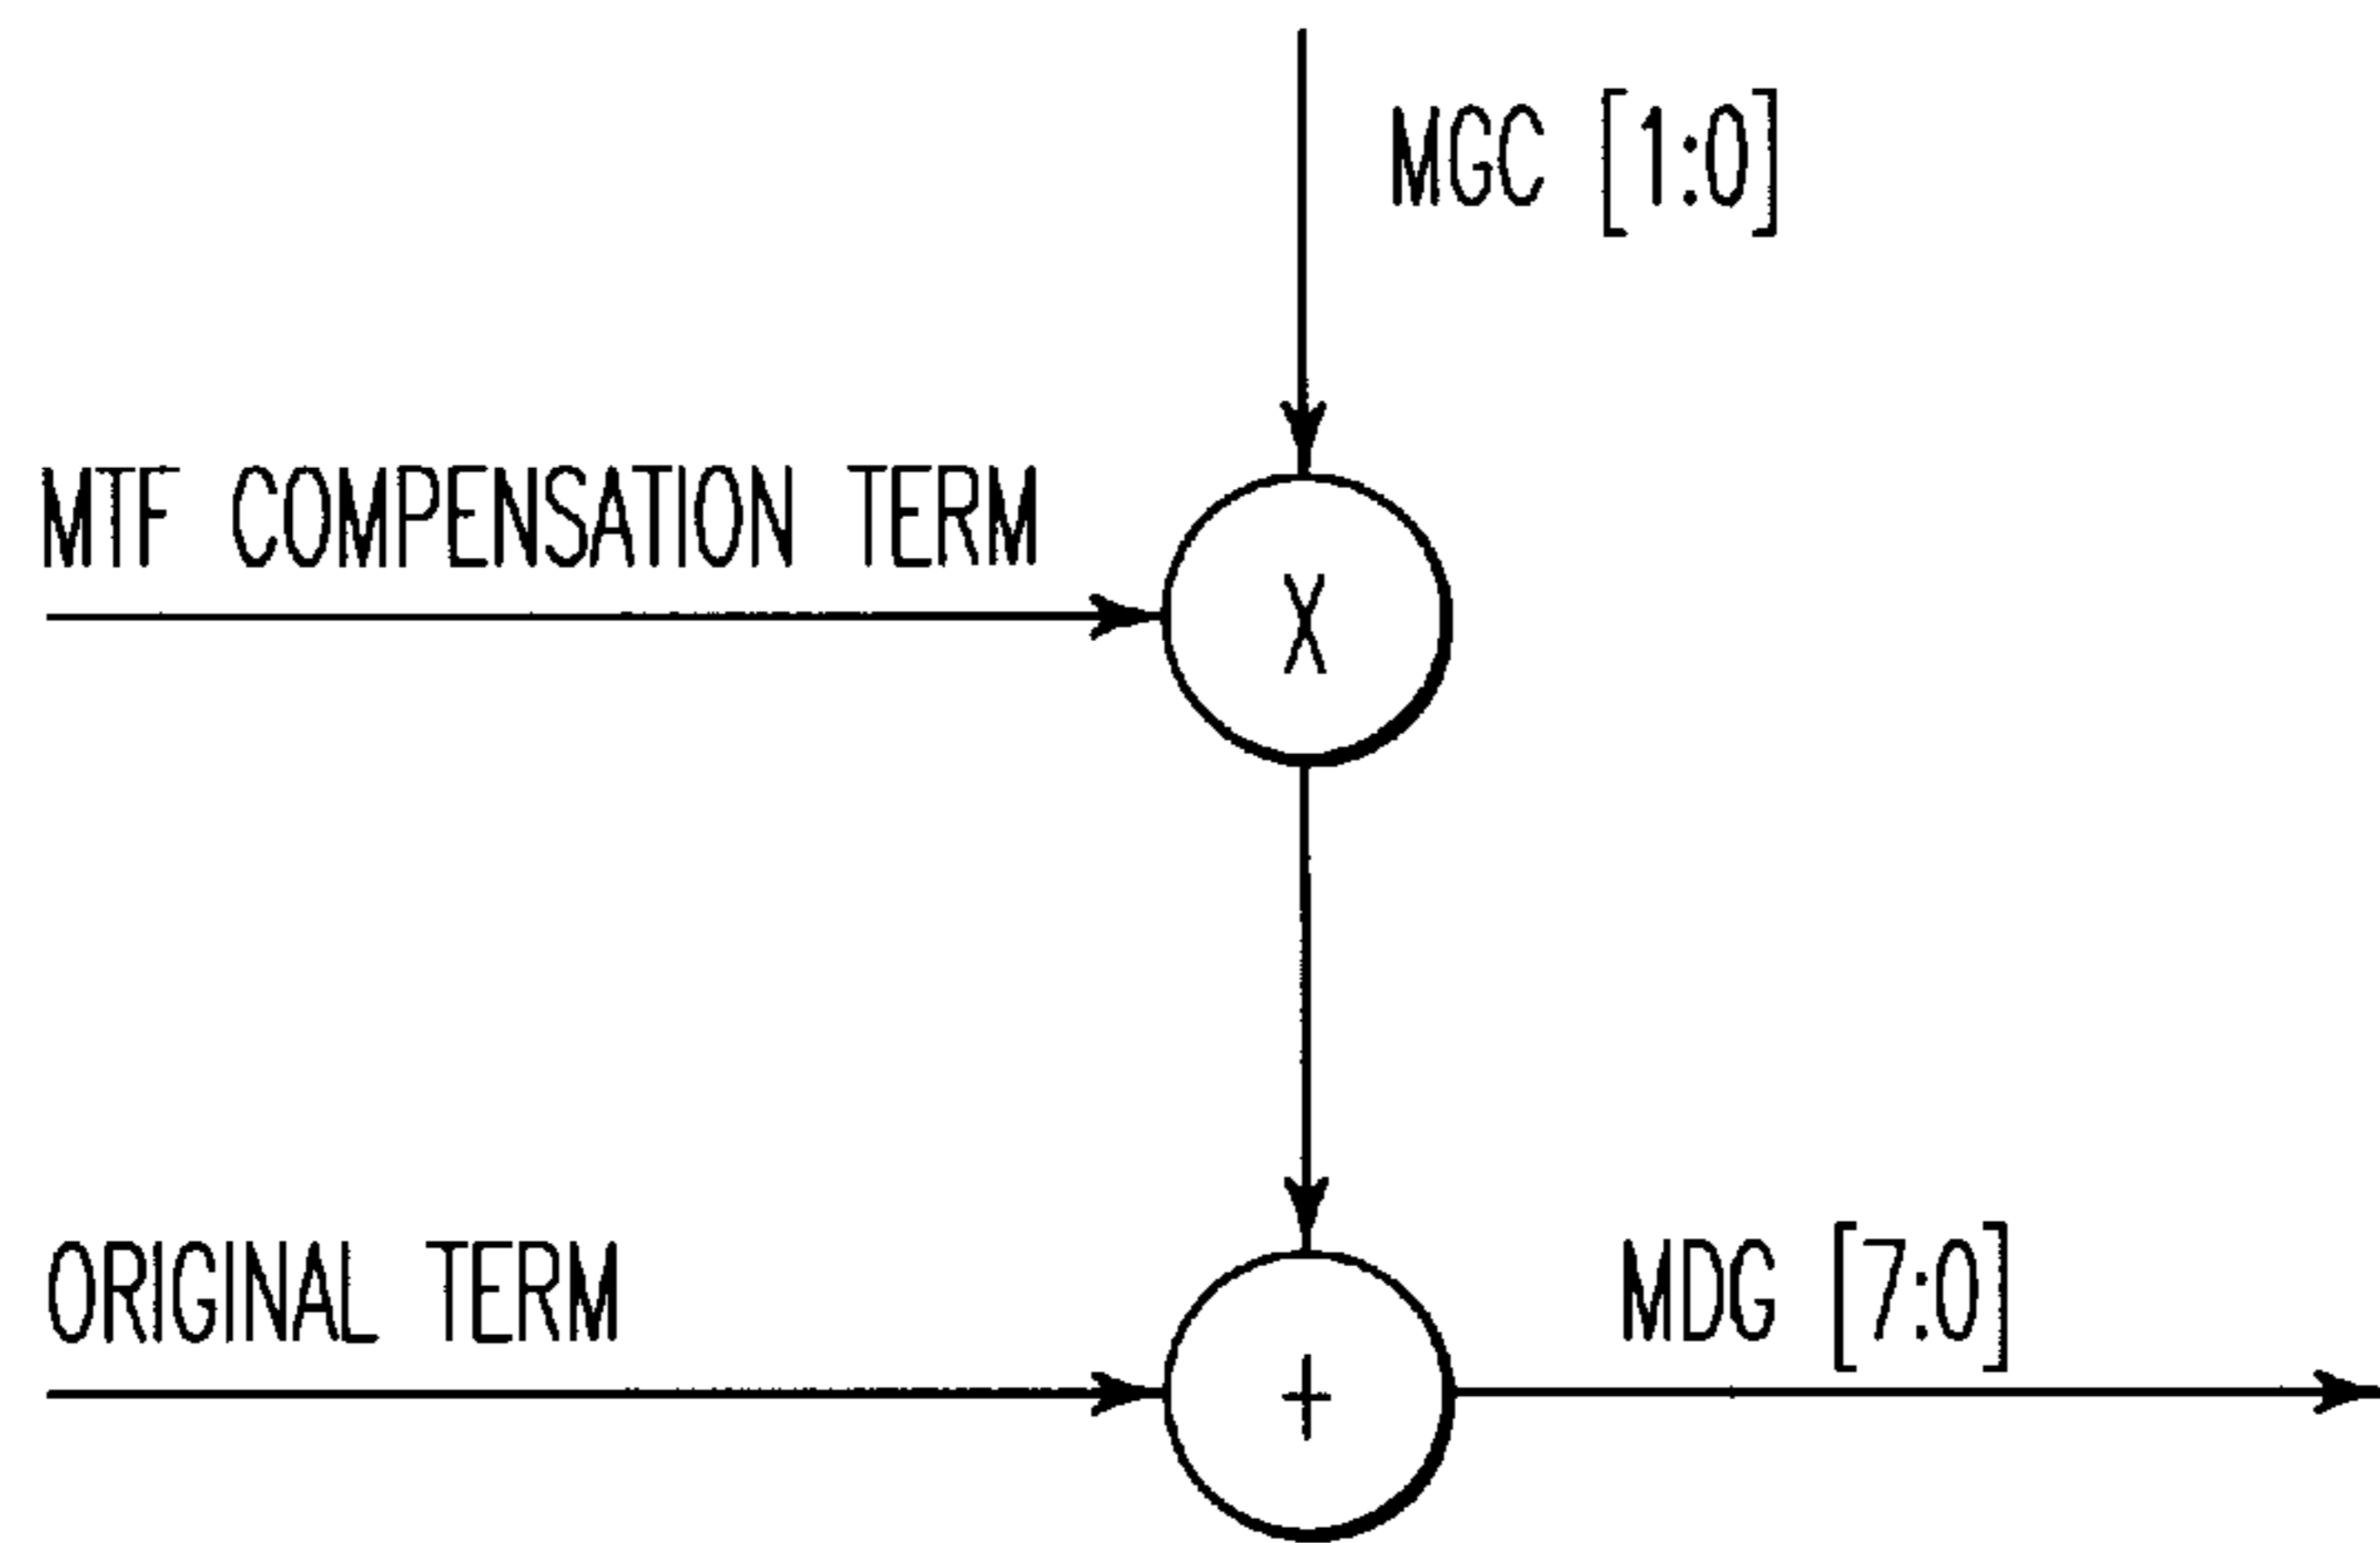 MGC [1:0]
MTF COMPENSATION TERM
X
ORIGINAL TERM
MDG [7:0]
+